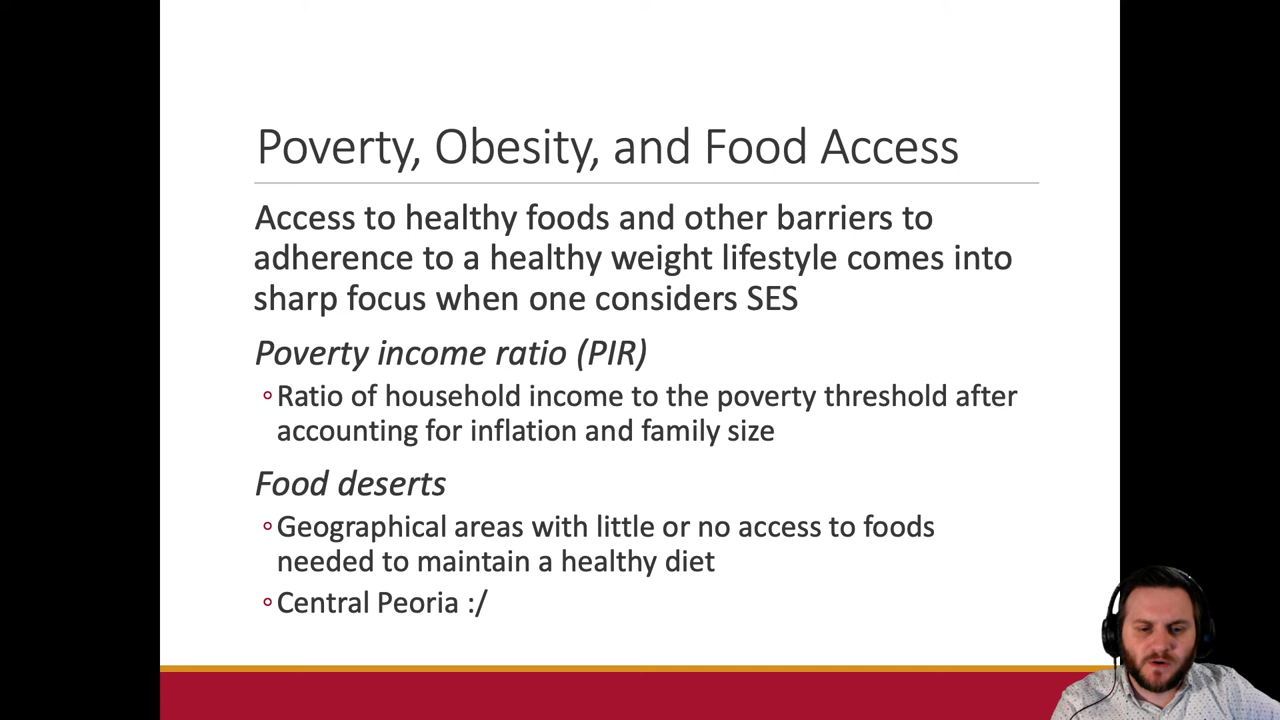 Poverty, Obesity, and Food Access
Access to healthy foods and other barriers to
adherence to a healthy weight lifestyle comes into
sharp focus when one considers SES
Poverty income ratio (PIR)
◦Ratio of household income to the poverty threshold after
accounting for inflation and family size
Food deserts
◦Geographical areas with little or no access to foods
needed to maintain a healthy diet
◦Central Peoria :/